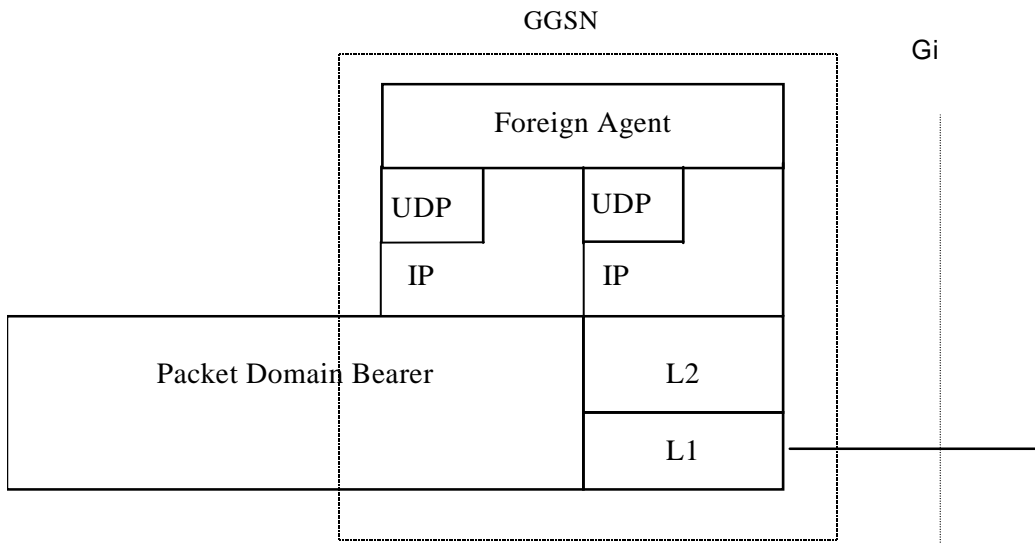 GGSN
Gi
Foreign Agent
UDP
UDP
IP
IP
Packet Domain Bearer
L2
L1